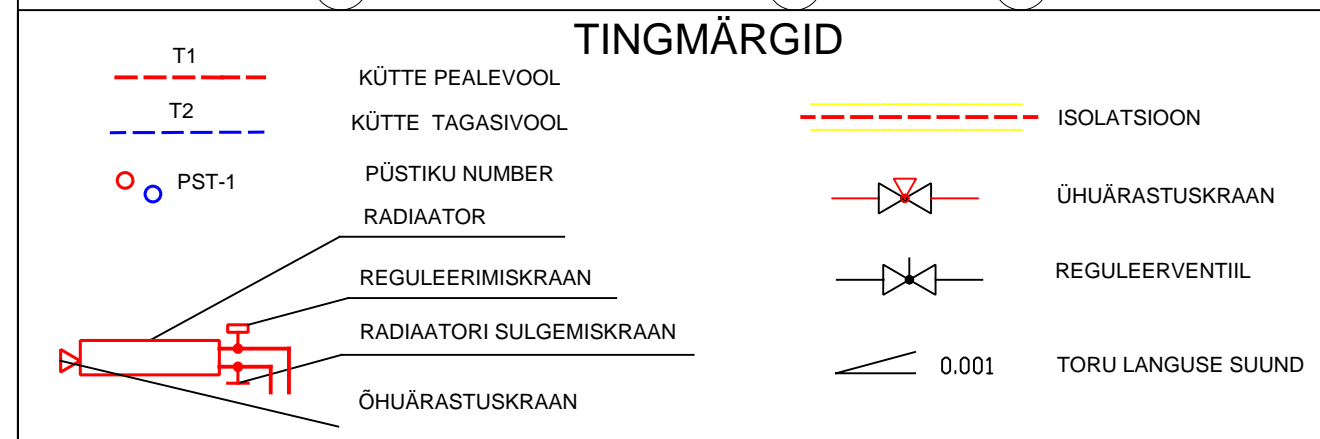 TINGMÄRGID
T1
KÜTTE PEALEVOOL
T2
KÜTTE TAGASIVOOL
PST-1
PÜSTIKU NUMBER
RADIAATOR
REGULEERIMISKRAAN
RADIAATORI SULGEMISKRAAN
ÕHUÄRASTUSKRAAN
ISOLATSIOON
ÜHUÄRASTUSKRAAN
REGULEERVENTIIL
0.001 TORU LANGUSE SUUND